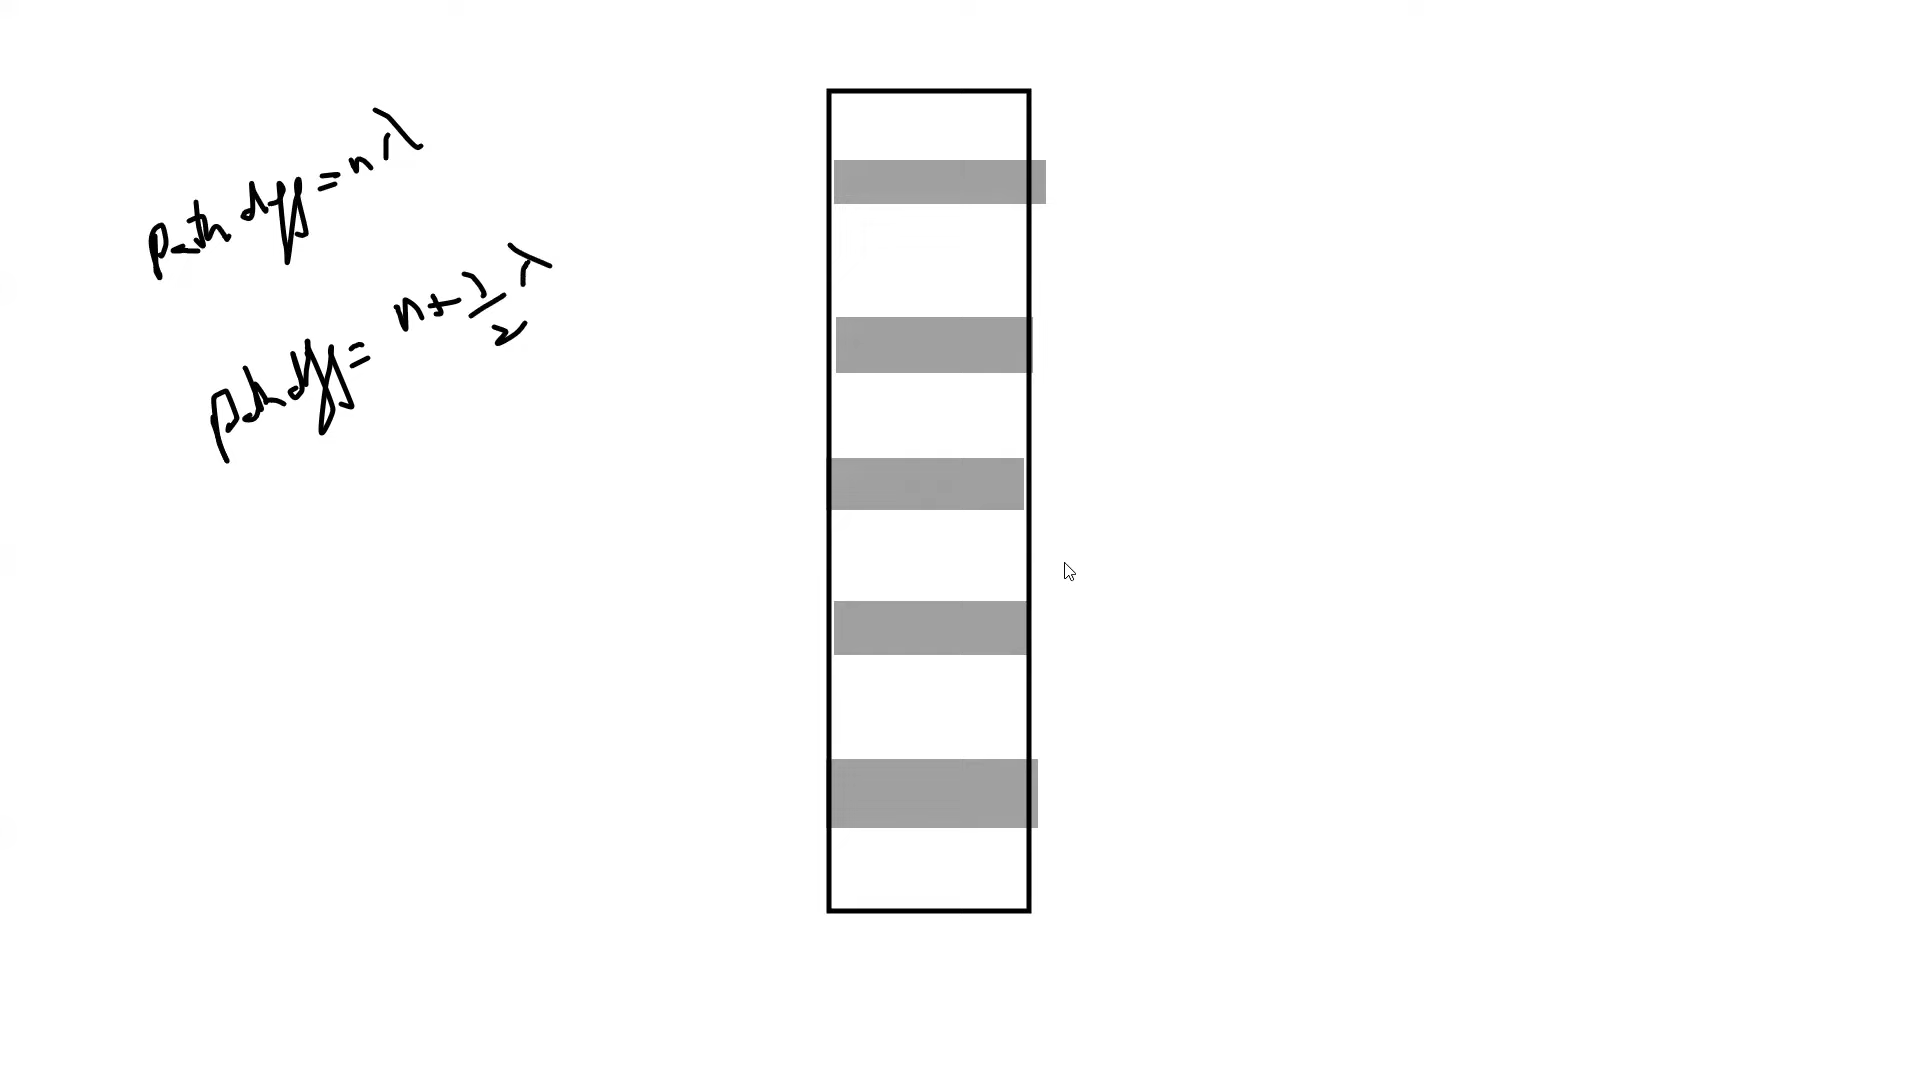 path diff = nλ
path diff = n + 1/2 λ